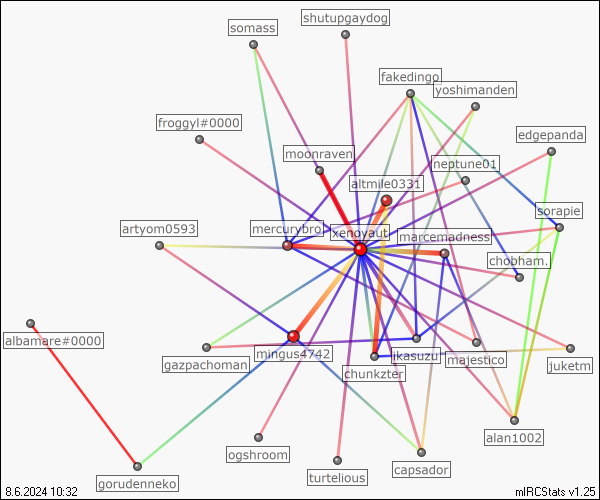 shutupgaydog
somass
fakedingo
yoshimanden
froggyl#0000
edgepanda
moonraven
neptune01
altmile0331
sorapie
artyom0593
mercurybro
xenoyaut
marcemadness
chobham.
albamare#0000
mingus4742
gazpachoman
jkasuzu
majestico
juketm
chunkzter
alan1002
ogshroom
capsador
turtelious
gorudenneko
8.6.2024 10:32
mIRCStats v1.25